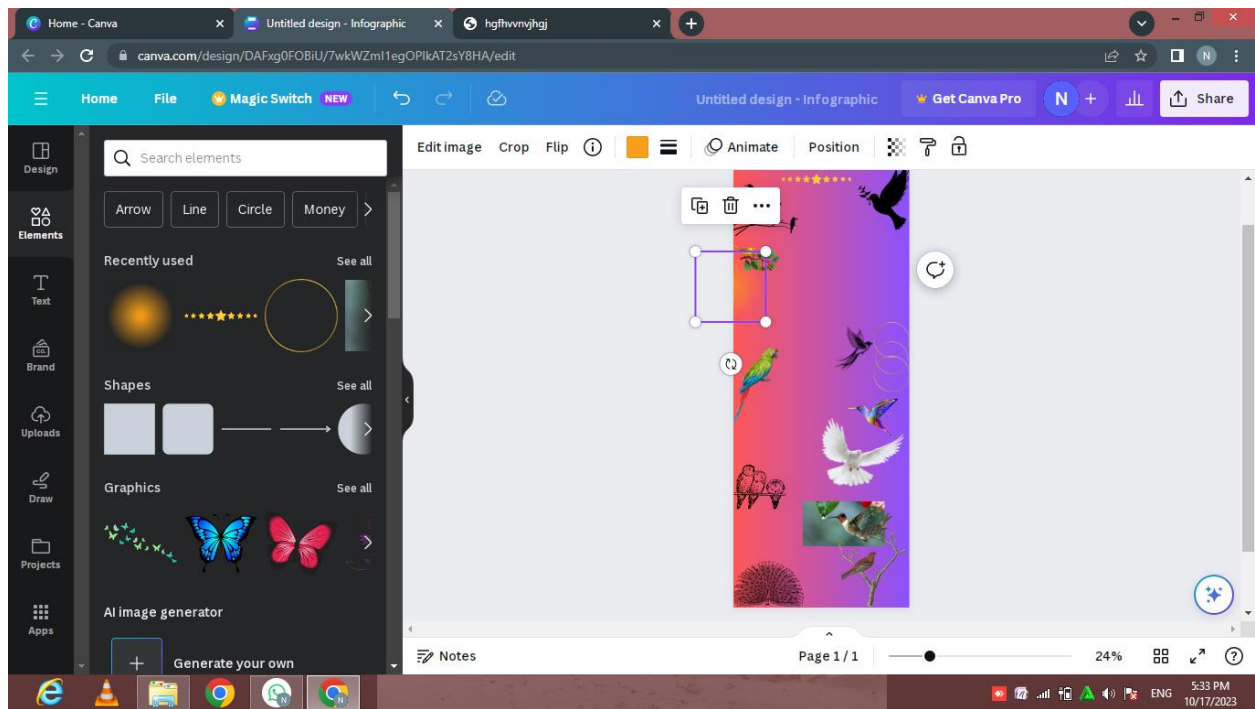 Home - Canva
Untitled design - Infographic
hgfhvvnvjhgj
canva.com/design/DAFxg0FOBiU/7wkWZml1egOPlkAT2sY8HA/edit
N
Home File Magic Switch NEW
Untitled design - Infographic
Get Canva Pro
N
Share
Design
Elements
Text
CO.
Brand
Uploads
Draw
Projects
Apps
Search elements
Arrow Line Circle Money
Recently used See all
Shapes See all
Graphics See all
AI image generator
Generate your own
Edit image Crop Flip Animate Position
Notes
Page 1 / 1
24%
ENG
5:33 PM
10/17/2023